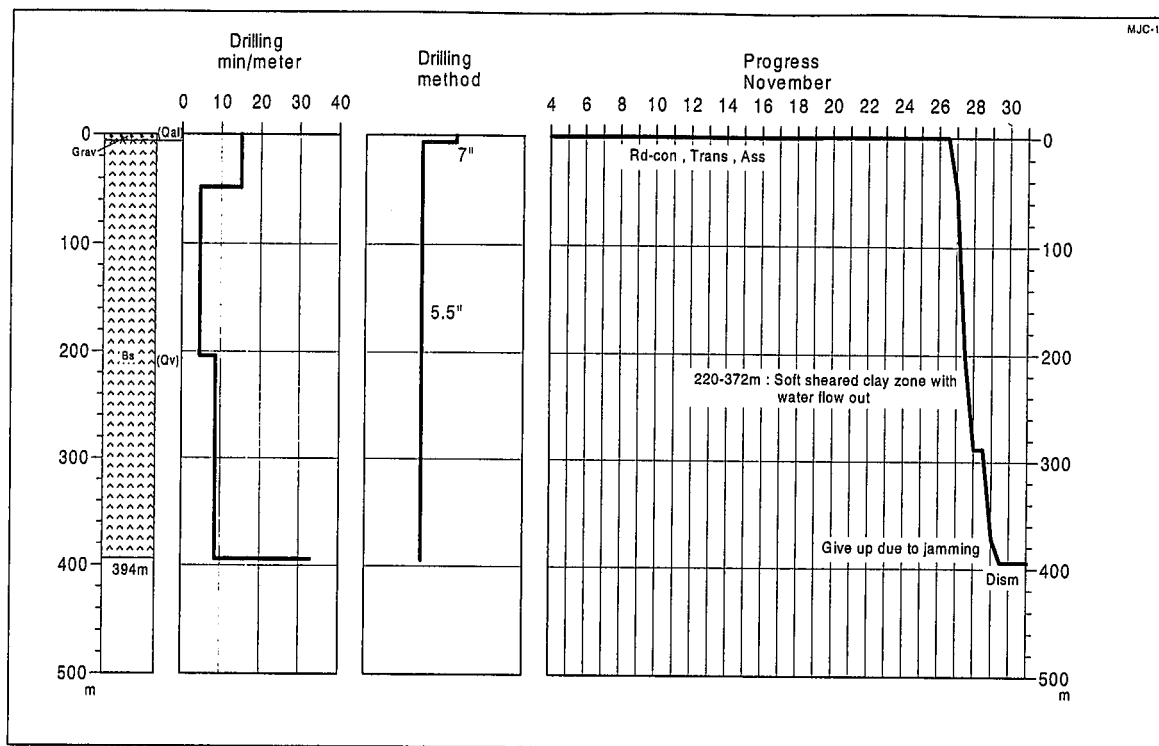 MJC-1
Drilling
min/meter
0 10 20 30 40
Drilling
method
Progress
November
4 6 8 10 12 14 16 18 20 22 24 26 28 30
0
Grav
(Qal
100
200
Bs
(Qv)
300
400
394m
500
m
7"
5.5"
Rd-con , Trans , Ass
220-372m : Soft sheared clay zone with
water flow out
Give up due to jamming
Dism
0
100
200
300
400
500
m